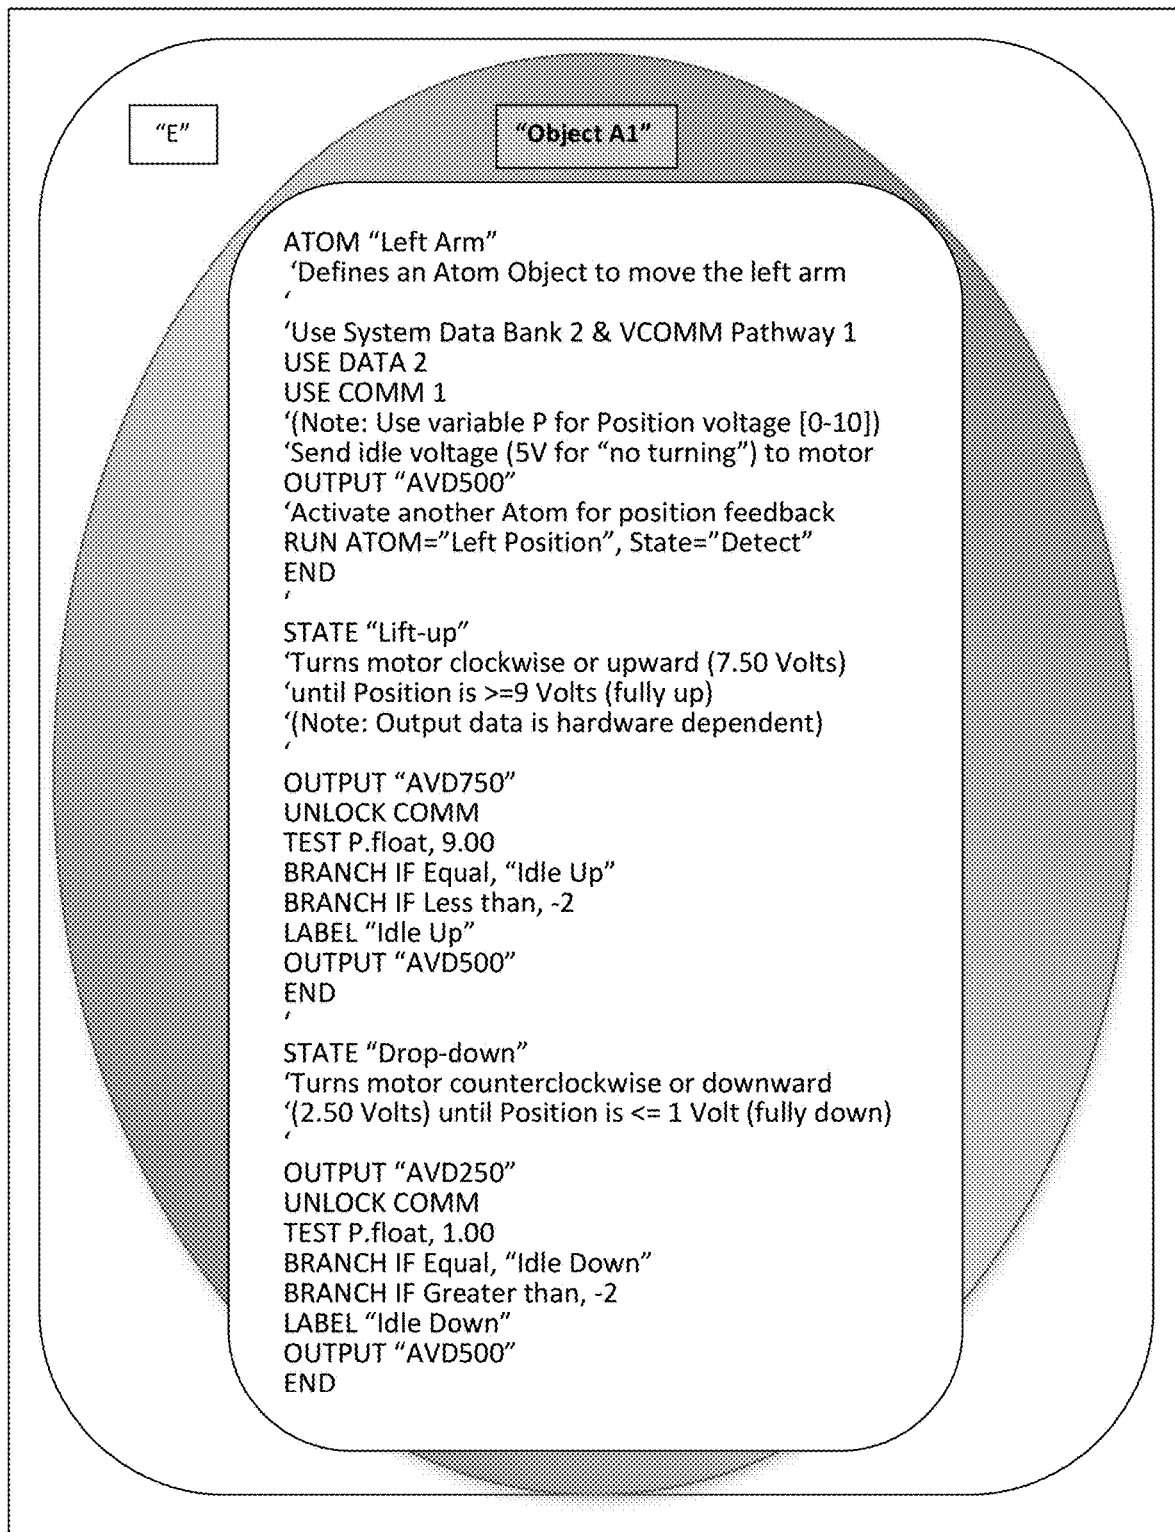 “E”
“Object A1”
ATOM “Left Arm”
‘Defines an Atom Object to move the left arm
‘
‘Use System Data Bank 2 & VCOMM Pathway 1
USE DATA 2
USE COMM 1
‘(Note: Use variable P for Position voltage [0-10])
‘Send idle voltage (5V for “no turning”) to motor
OUTPUT “AVD500”
‘Activate another Atom for position feedback
RUN ATOM=”Left Position”, State=”Detect”
END
‘
STATE “Lift-up”
‘Turns motor clockwise or upward (7.50 Volts)
‘until Position is >=9 Volts (fully up)
‘(Note: Output data is hardware dependent)
‘
OUTPUT “AVD750”
UNLOCK COMM
TEST P.float, 9.00
BRANCH IF Equal, “Idle Up”
BRANCH IF Less than, -2
LABEL “Idle Up”
OUTPUT “AVD500”
END
‘
STATE “Drop-down”
‘Turns motor counterclockwise or downward
‘(2.50 Volts) until Position is <= 1 Volt (fully down)
‘
OUTPUT “AVD250”
UNLOCK COMM
TEST P.float, 1.00
BRANCH IF Equal, “Idle Down”
BRANCH IF Greater than, -2
LABEL “Idle Down”
OUTPUT “AVD500”
END